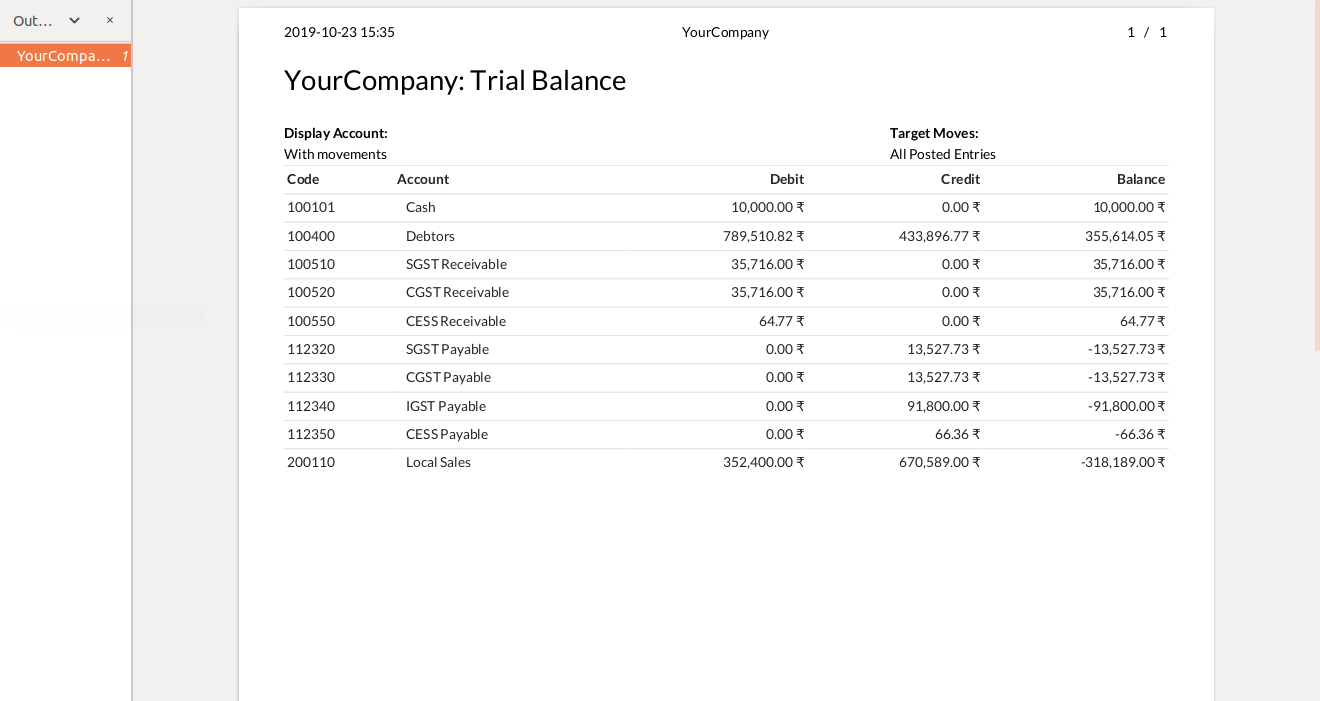 Out...
×
YourCompa... 1
2019-10-23 15:35 YourCompany 1 / 1
YourCompany: Trial Balance
Display Account: Target Moves:
With movements All Posted Entries
Code Account Debit Credit Balance
100101 Cash 10,000.00 ₹ 0.00 ₹ 10,000.00 ₹
100400 Debtors 789,510.82 ₹ 433,896.77 ₹ 355,614.05 ₹
100510 SGST Receivable 35,716.00 ₹ 0.00 ₹ 35,716.00 ₹
100520 CGST Receivable 35,716.00 ₹ 0.00 ₹ 35,716.00 ₹
100550 CESS Receivable 64.77 ₹ 0.00 ₹ 64.77 ₹
112320 SGST Payable 0.00 ₹ 13,527.73 ₹ -13,527.73 ₹
112330 CGST Payable 0.00 ₹ 13,527.73 ₹ -13,527.73 ₹
112340 IGST Payable 0.00 ₹ 91,800.00 ₹ -91,800.00 ₹
112350 CESS Payable 0.00 ₹ 66.36 ₹ -66.36 ₹
200110 Local Sales 352,400.00 ₹ 670,589.00 ₹ -318,189.00 ₹